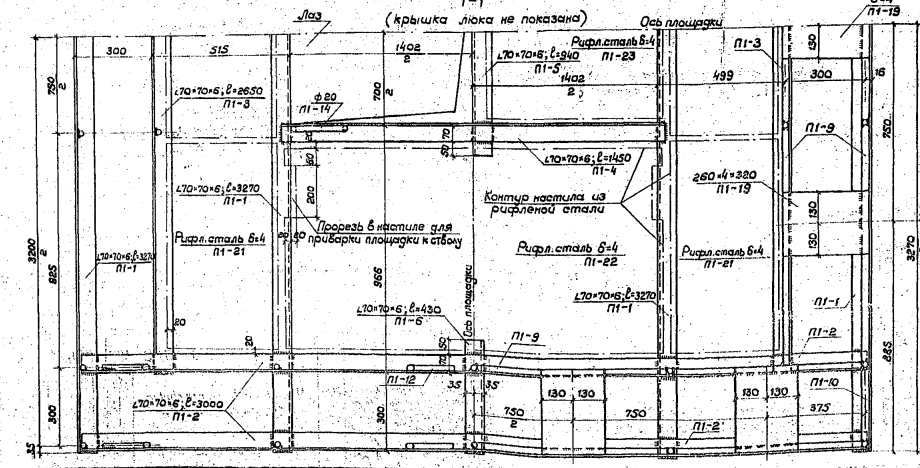 1-1
(крышка люка не показана)
Лаз
Ось площадки
П1-19
300
515
1402
2
L70×70×6; ℓ=940
П1-5
Рифл.сталь δ=4
П1-23
1402
2
П1-3
499
300
16
130
750
2
L70×70×6; ℓ=2650
П1-3
ф20
П1-14
700
2
20
60
200
70
50
L70×70×6; ℓ=1450
П1-4
П1-9
750
260×4×320
П1-19
130
130
L70×70×6; ℓ=3270
П1-1
Контур настила из
рифленой стали
Прорезь в настиле для
приварки площадки к стволу
20
20
3200
2
825
Рифл.сталь δ=4
П1-21
L70×70×6; ℓ=3270
П1-1
966
Рифл.сталь δ=4
П1-22
Рифл.сталь δ=4
П1-21
3270
L70×70×6; ℓ=3270
П1-1
П1-1
L70×70×6; ℓ=430
П1-6
Ось площадки
20
20
50
70
П1-9
П1-2
П1-12
35
35
130
130
130
130
П1-10
L70×70×6; ℓ=3000
П1-2
300
300
750
2
750
375
П1-2
35